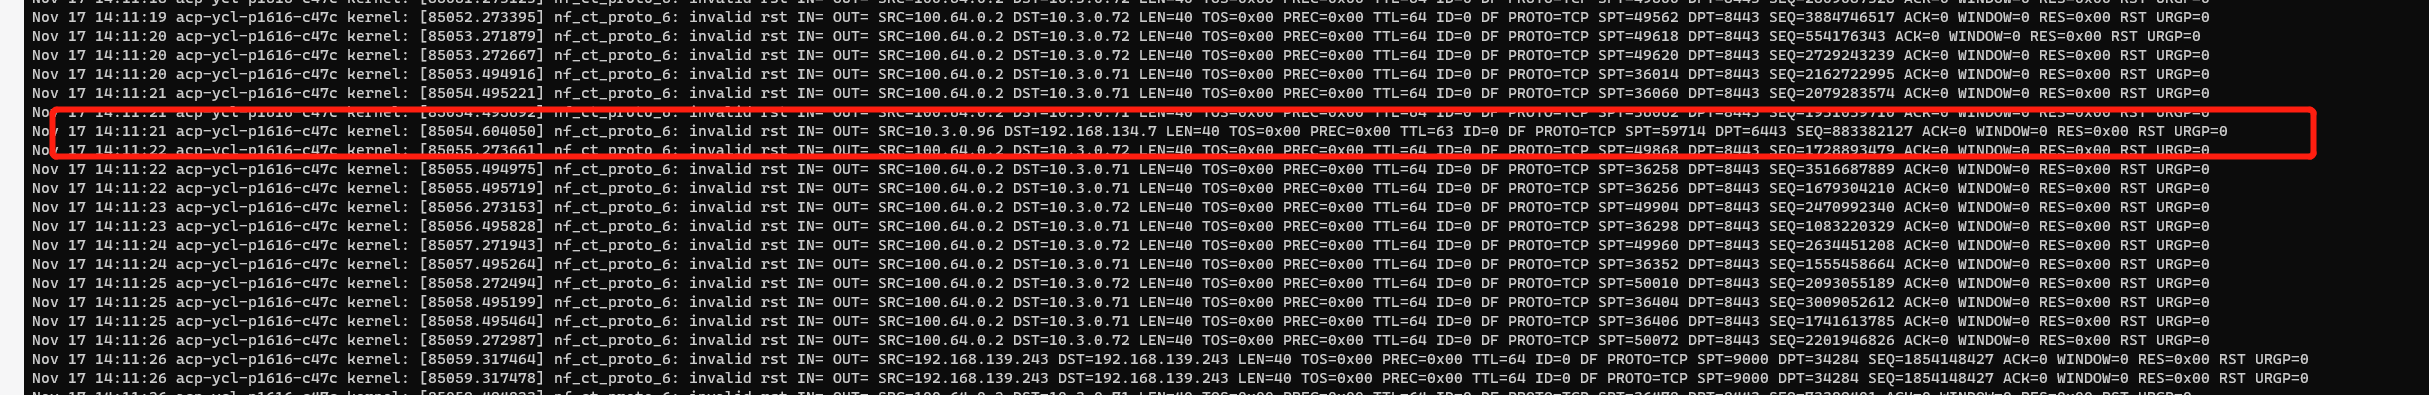 Nov 17 14:11:19 acp-ycl-p1616-c47c kernel: [85052.273395] nf_ct_proto_6: invalid rst IN= OUT= SRC=100.64.0.2 DST=10.3.0.72 LEN=40 TOS=0x00 PREC=0x00 TTL=64 ID=0 DF PROTO=TCP SPT=49562 DPT=8443 SEQ=3884746517 ACK=0 WINDOW=0 RES=0x00 RST URGP=0
Nov 17 14:11:20 acp-ycl-p1616-c47c kernel: [85053.271879] nf_ct_proto_6: invalid rst IN= OUT= SRC=100.64.0.2 DST=10.3.0.72 LEN=40 TOS=0x00 PREC=0x00 TTL=64 ID=0 DF PROTO=TCP SPT=49618 DPT=8443 SEQ=554176343 ACK=0 WINDOW=0 RES=0x00 RST URGP=0
Nov 17 14:11:20 acp-ycl-p1616-c47c kernel: [85053.272667] nf_ct_proto_6: invalid rst IN= OUT= SRC=100.64.0.2 DST=10.3.0.72 LEN=40 TOS=0x00 PREC=0x00 TTL=64 ID=0 DF PROTO=TCP SPT=49620 DPT=8443 SEQ=2729243239 ACK=0 WINDOW=0 RES=0x00 RST URGP=0
Nov 17 14:11:20 acp-ycl-p1616-c47c kernel: [85053.494916] nf_ct_proto_6: invalid rst IN= OUT= SRC=100.64.0.2 DST=10.3.0.71 LEN=40 TOS=0x00 PREC=0x00 TTL=64 ID=0 DF PROTO=TCP SPT=36014 DPT=8443 SEQ=2162722995 ACK=0 WINDOW=0 RES=0x00 RST URGP=0
Nov 17 14:11:21 acp-ycl-p1616-c47c kernel: [85054.495221] nf_ct_proto_6: invalid rst IN= OUT= SRC=100.64.0.2 DST=10.3.0.71 LEN=40 TOS=0x00 PREC=0x00 TTL=64 ID=0 DF PROTO=TCP SPT=36060 DPT=8443 SEQ=2079283574 ACK=0 WINDOW=0 RES=0x00 RST URGP=0
Nov 17 14:11:21 acp-ycl-p1616-c47c kernel: [85054.604050] nf_ct_proto_6: invalid rst IN= OUT= SRC=10.3.0.96 DST=192.168.134.7 LEN=40 TOS=0x00 PREC=0x00 TTL=63 ID=0 DF PROTO=TCP SPT=59714 DPT=6443 SEQ=883382127 ACK=0 WINDOW=0 RES=0x00 RST URGP=0
Nov 17 14:11:22 acp-ycl-p1616-c47c kernel: [85055.273661] nf_ct_proto_6: invalid rst IN= OUT= SRC=100.64.0.2 DST=10.3.0.72 LEN=40 TOS=0x00 PREC=0x00 TTL=64 ID=0 DF PROTO=TCP SPT=49868 DPT=8443 SEQ=1728893479 ACK=0 WINDOW=0 RES=0x00 RST URGP=0
Nov 17 14:11:22 acp-ycl-p1616-c47c kernel: [85055.494975] nf_ct_proto_6: invalid rst IN= OUT= SRC=100.64.0.2 DST=10.3.0.71 LEN=40 TOS=0x00 PREC=0x00 TTL=64 ID=0 DF PROTO=TCP SPT=36258 DPT=8443 SEQ=3516687889 ACK=0 WINDOW=0 RES=0x00 RST URGP=0
Nov 17 14:11:22 acp-ycl-p1616-c47c kernel: [85055.495719] nf_ct_proto_6: invalid rst IN= OUT= SRC=100.64.0.2 DST=10.3.0.71 LEN=40 TOS=0x00 PREC=0x00 TTL=64 ID=0 DF PROTO=TCP SPT=36256 DPT=8443 SEQ=1679304210 ACK=0 WINDOW=0 RES=0x00 RST URGP=0
Nov 17 14:11:23 acp-ycl-p1616-c47c kernel: [85056.273153] nf_ct_proto_6: invalid rst IN= OUT= SRC=100.64.0.2 DST=10.3.0.72 LEN=40 TOS=0x00 PREC=0x00 TTL=64 ID=0 DF PROTO=TCP SPT=49904 DPT=8443 SEQ=2470992340 ACK=0 WINDOW=0 RES=0x00 RST URGP=0
Nov 17 14:11:23 acp-ycl-p1616-c47c kernel: [85056.495828] nf_ct_proto_6: invalid rst IN= OUT= SRC=100.64.0.2 DST=10.3.0.71 LEN=40 TOS=0x00 PREC=0x00 TTL=64 ID=0 DF PROTO=TCP SPT=36298 DPT=8443 SEQ=1083220329 ACK=0 WINDOW=0 RES=0x00 RST URGP=0
Nov 17 14:11:24 acp-ycl-p1616-c47c kernel: [85057.271943] nf_ct_proto_6: invalid rst IN= OUT= SRC=100.64.0.2 DST=10.3.0.72 LEN=40 TOS=0x00 PREC=0x00 TTL=64 ID=0 DF PROTO=TCP SPT=49960 DPT=8443 SEQ=2634451208 ACK=0 WINDOW=0 RES=0x00 RST URGP=0
Nov 17 14:11:24 acp-ycl-p1616-c47c kernel: [85057.495264] nf_ct_proto_6: invalid rst IN= OUT= SRC=100.64.0.2 DST=10.3.0.71 LEN=40 TOS=0x00 PREC=0x00 TTL=64 ID=0 DF PROTO=TCP SPT=36352 DPT=8443 SEQ=1555458664 ACK=0 WINDOW=0 RES=0x00 RST URGP=0
Nov 17 14:11:25 acp-ycl-p1616-c47c kernel: [85058.272494] nf_ct_proto_6: invalid rst IN= OUT= SRC=100.64.0.2 DST=10.3.0.72 LEN=40 TOS=0x00 PREC=0x00 TTL=64 ID=0 DF PROTO=TCP SPT=50010 DPT=8443 SEQ=2093055189 ACK=0 WINDOW=0 RES=0x00 RST URGP=0
Nov 17 14:11:25 acp-ycl-p1616-c47c kernel: [85058.495199] nf_ct_proto_6: invalid rst IN= OUT= SRC=100.64.0.2 DST=10.3.0.71 LEN=40 TOS=0x00 PREC=0x00 TTL=64 ID=0 DF PROTO=TCP SPT=36404 DPT=8443 SEQ=3009052612 ACK=0 WINDOW=0 RES=0x00 RST URGP=0
Nov 17 14:11:25 acp-ycl-p1616-c47c kernel: [85058.495464] nf_ct_proto_6: invalid rst IN= OUT= SRC=100.64.0.2 DST=10.3.0.71 LEN=40 TOS=0x00 PREC=0x00 TTL=64 ID=0 DF PROTO=TCP SPT=36406 DPT=8443 SEQ=1741613785 ACK=0 WINDOW=0 RES=0x00 RST URGP=0
Nov 17 14:11:26 acp-ycl-p1616-c47c kernel: [85059.272987] nf_ct_proto_6: invalid rst IN= OUT= SRC=100.64.0.2 DST=10.3.0.72 LEN=40 TOS=0x00 PREC=0x00 TTL=64 ID=0 DF PROTO=TCP SPT=50072 DPT=8443 SEQ=2201946826 ACK=0 WINDOW=0 RES=0x00 RST URGP=0
Nov 17 14:11:26 acp-ycl-p1616-c47c kernel: [85059.317464] nf_ct_proto_6: invalid rst IN= OUT= SRC=192.168.139.243 DST=192.168.139.243 LEN=40 TOS=0x00 PREC=0x00 TTL=64 ID=0 DF PROTO=TCP SPT=9000 DPT=34284 SEQ=1854148427 ACK=0 WINDOW=0 RES=0x00 RST URGP=0
Nov 17 14:11:26 acp-ycl-p1616-c47c kernel: [85059.317478] nf_ct_proto_6: invalid rst IN= OUT= SRC=192.168.139.243 DST=192.168.139.243 LEN=40 TOS=0x00 PREC=0x00 TTL=64 ID=0 DF PROTO=TCP SPT=9000 DPT=34284 SEQ=1854148427 ACK=0 WINDOW=0 RES=0x00 RST URGP=0